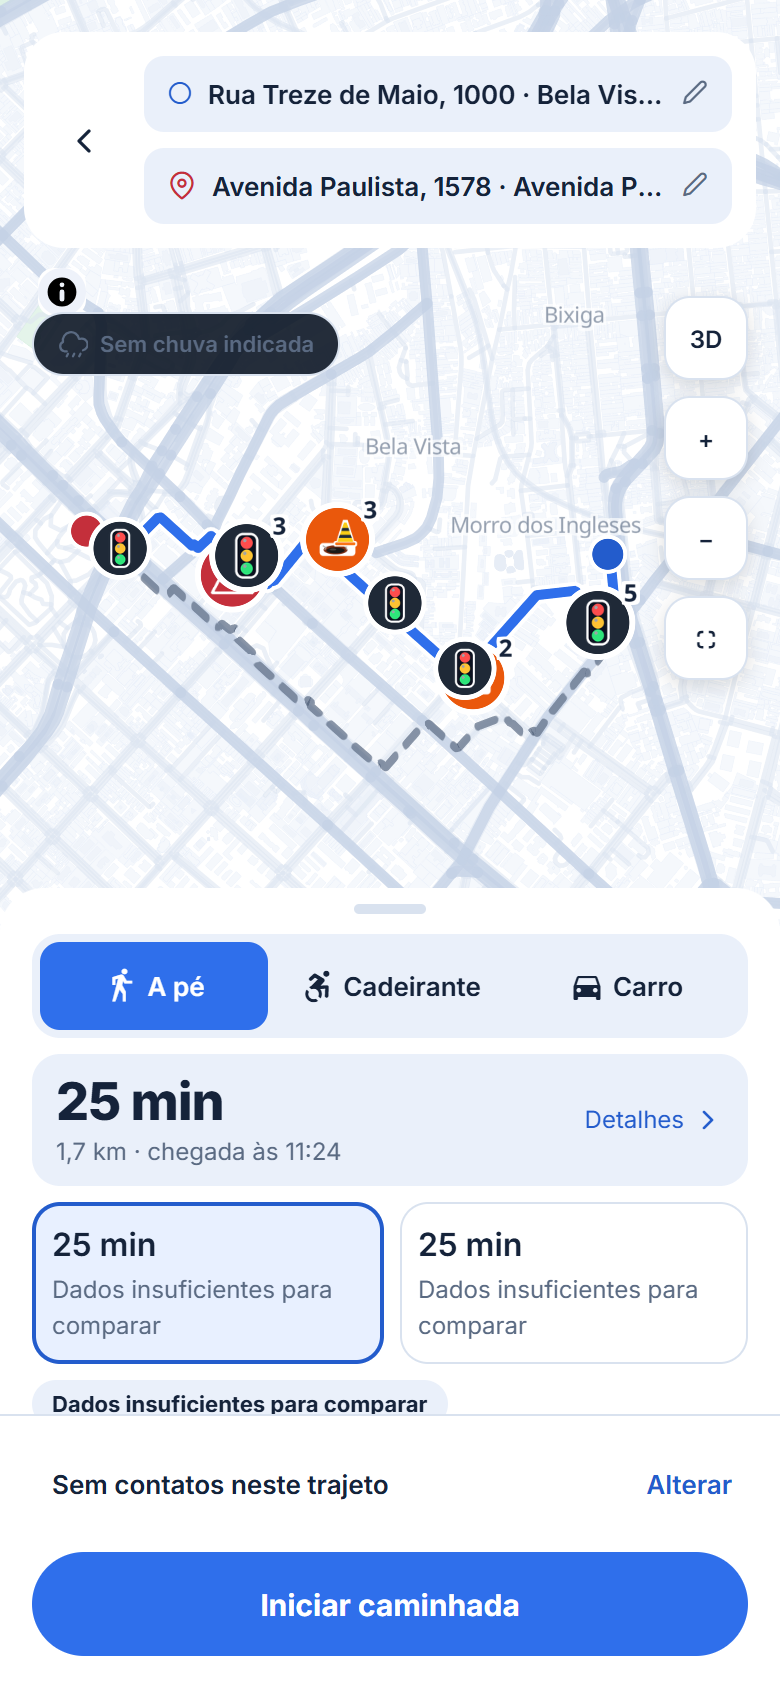 Rua Treze de Maio, 1000 · Bela Vis...
Avenida Paulista, 1578 · Avenida P...
Sem chuva indicada
Bixiga
3D
+
Bela Vista
3
3
Morro dos Ingleses
−
5
2
A pé
Cadeirante
Carro
25 min
Detalhes
1,7 km · chegada às 11:24
25 min
Dados insuficientes para
comparar
25 min
Dados insuficientes para
comparar
Dados insuficientes para comparar
Sem contatos neste trajeto
Alterar
Iniciar caminhada